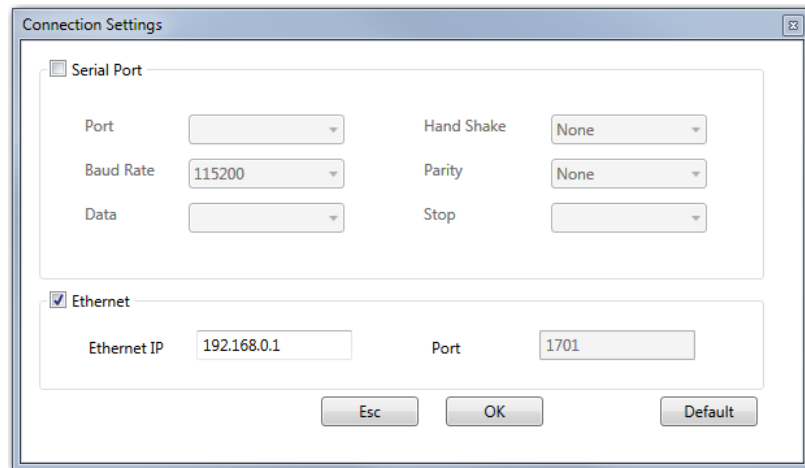 Connection Settings
Serial Port
Port
Hand Shake None
Baud Rate 115200
Parity None
Data
Stop
Ethernet
Ethernet IP 192.168.0.1
Port 1701
Esc OK Default